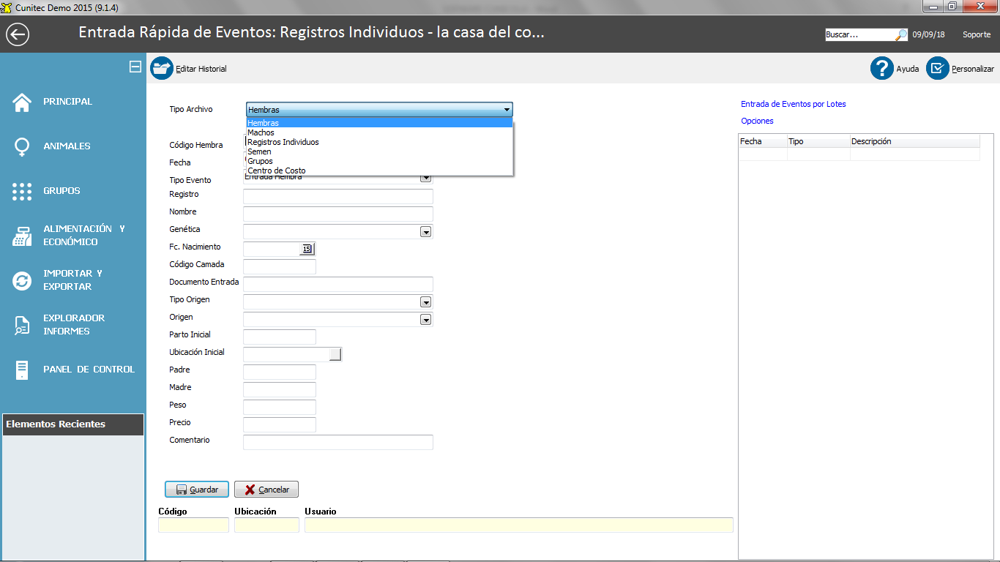 Cunitec Demo 2015 (9.1.4)
Entrada Rápida de Eventos: Registros Individuos - la casa del co...
Buscar...
09/09/18
Soporte
Editar Historial
Ayuda
Personalizar
PRINCIPAL
ANIMALES
GRUPOS
ALIMENTACIÓN Y
ECONÓMICO
IMPORTAR Y
EXPORTAR
EXPLORADOR
INFORMES
PANEL DE CONTROL
Elementos Recientes
Tipo Archivo
Hembras
Hembras
Machos
Registros Individuos
Semen
Grupos
Centro de Costo
Código Hembra
Fecha
Tipo Evento
Entrada Hembra
Registro
Nombre
Genética
Fc. Nacimiento
15
Código Camada
Documento Entrada
Tipo Origen
Origen
Parto Inicial
Ubicación Inicial
Padre
Madre
Peso
Precio
Comentario
Guardar
Cancelar
Código
Ubicación
Usuario
Entrada de Eventos por Lotes
Opciones
Fecha
Tipo
Descripción